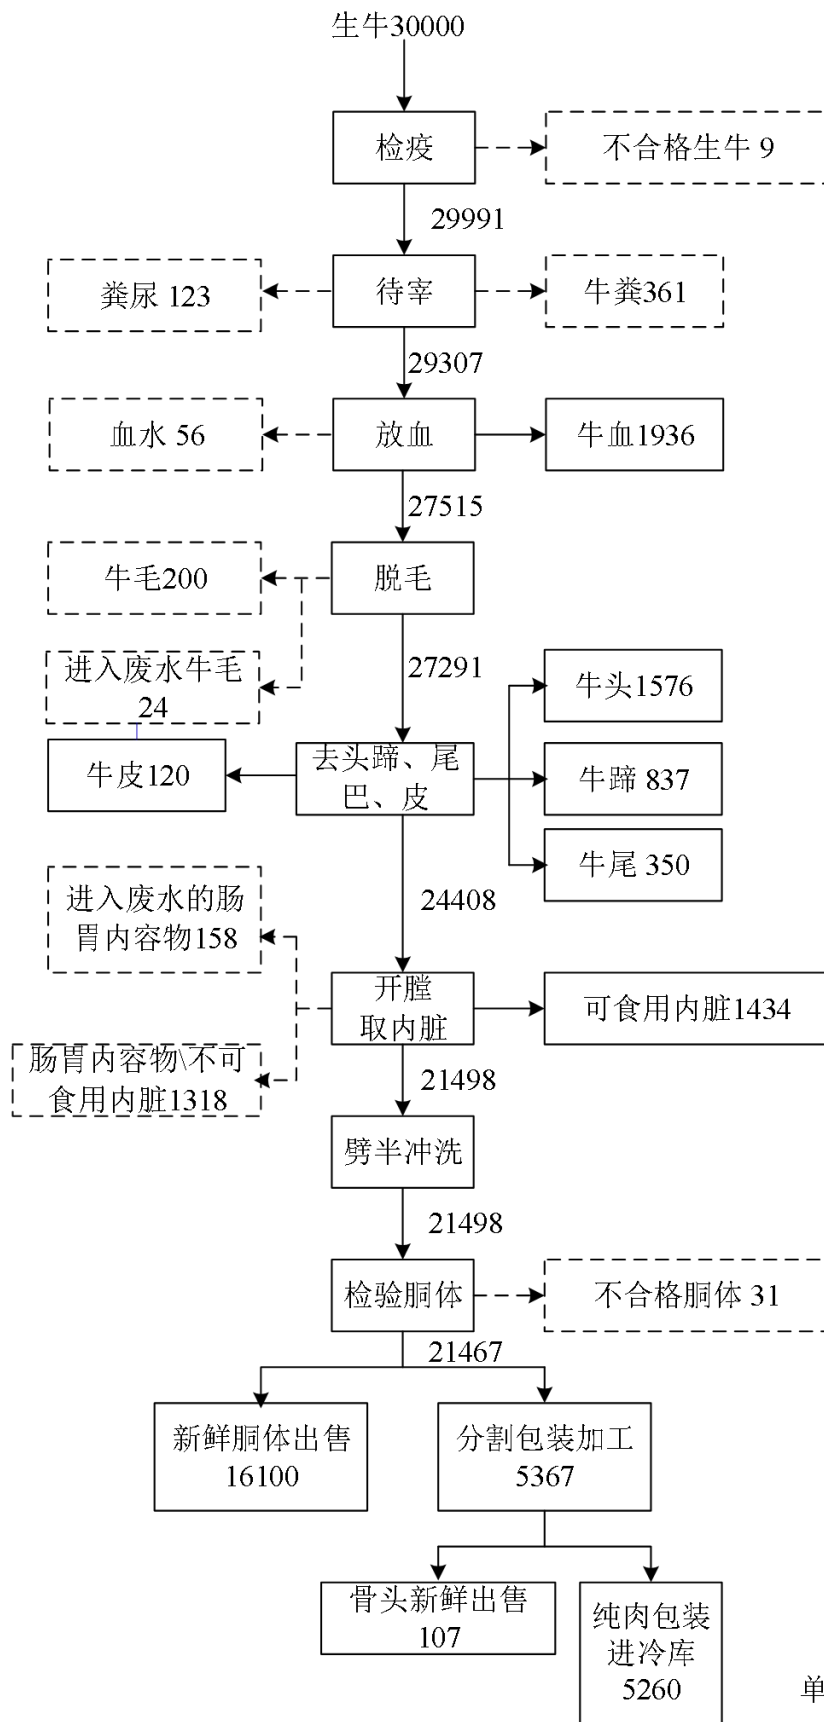 生牛30000
检疫
不合格生牛 9
29991
粪尿 123
待宰
牛粪361
29307
血水 56
放血
牛血1936
27515
牛毛200
脱毛
进入废水牛毛
24
27291
牛头1576
牛皮120
去头蹄、尾
巴、皮
牛蹄 837
牛尾 350
进入废水的肠
胃内容物158
24408
开膛
取内脏
可食用内脏1434
肠胃内容物\不可
食用内脏1318
21498
劈半冲洗
21498
检验胴体
不合格胴体 31
21467
新鲜胴体出售
16100
分割包装加工
5367
骨头新鲜出售
107
纯肉包装
进冷库
5260
单